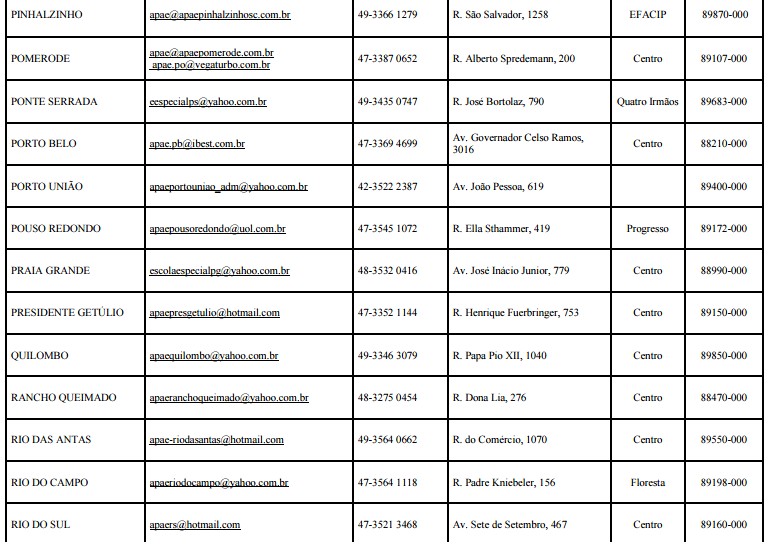 PINHALZINHO apae@apaepinhalzinhosc.com.br 49-3366 1279 R. São Salvador, 1258 EFACIP 89870-000
POMERODE apae@apaepomerode.com.br apae.po@vegaturbo.com.br 47-3387 0652 R. Alberto Spredemann, 200 Centro 89107-000
PONTE SERRADA eespecialps@yahoo.com.br 49-3435 0747 R. José Bortolaz, 790 Quatro Irmãos 89683-000
PORTO BELO apae.pb@ibest.com.br 47-3369 4699 Av. Governador Celso Ramos, 3016 Centro 88210-000
PORTO UNIÃO apaeportouniao_adm@yahoo.com.br 42-3522 2387 Av. João Pessoa, 619 89400-000
POUSO REDONDO apaepousoredondo@uol.com.br 47-3545 1072 R. Ella Sthammer, 419 Progresso 89172-000
PRAIA GRANDE escolaespecialpg@yahoo.com.br 48-3532 0416 Av. José Inácio Junior, 779 Centro 88990-000
PRESIDENTE GETÚLIO apaepresgetulio@hotmail.com 47-3352 1144 R. Henrique Fuerbringer, 753 Centro 89150-000
QUILOMBO apaequilombo@yahoo.com.br 49-3346 3079 R. Papa Pio XII, 1040 Centro 89850-000
RANCHO QUEIMADO apaeranchoqueimado@yahoo.com.br 48-3275 0454 R. Dona Lia, 276 Centro 88470-000
RIO DAS ANTAS apae-riodasantas@hotmail.com 49-3564 0662 R. do Comércio, 1070 Centro 89550-000
RIO DO CAMPO apaeriodocampo@yahoo.com.br 47-3564 1118 R. Padre Kniebeler, 156 Floresta 89198-000
RIO DO SUL apaers@hotmail.com 47-3521 3468 Av. Sete de Setembro, 467 Centro 89160-000